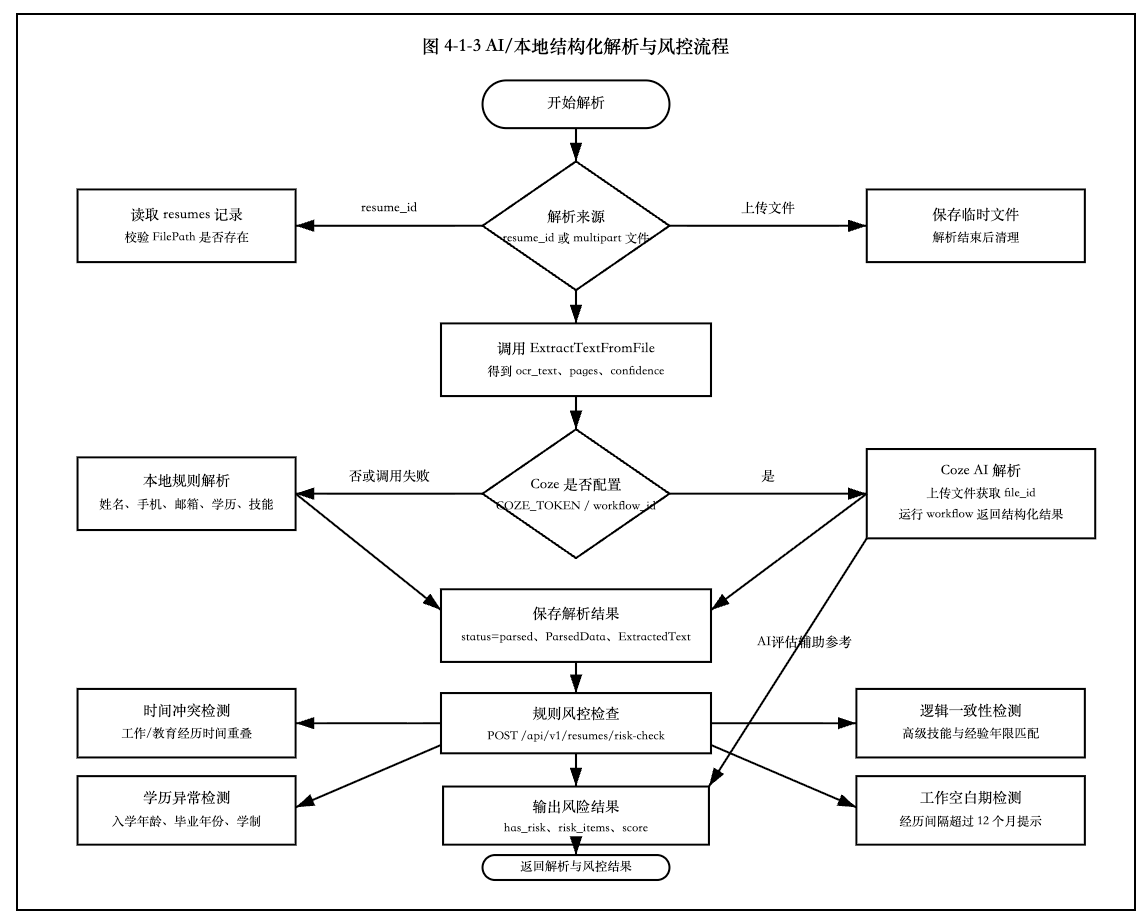 图 4-1-3 AI/本地结构化解析与风控流程
开始解析
读取 resumes 记录
校验 FilePath 是否存在
resume_id
解析来源
resume_id 或 multipart 文件
上传文件
保存临时文件
解析结束后清理
调用 ExtractTextFromFile
得到 ocr_text、pages、confidence
本地规则解析
姓名、手机、邮箱、学历、技能
否或调用失败
Coze 是否配置
COZE_TOKEN / workflow_id
是
Coze AI 解析
上传文件获取 file_id
运行 workflow 返回结构化结果
保存解析结果
status=parsed、ParsedData、ExtractedText
AI评估辅助参考
时间冲突检测
工作/教育经历时间重叠
规则风控检查
POST /api/v1/resumes/risk-check
逻辑一致性检测
高级技能与经验年限匹配
学历异常检测
入学年龄、毕业年份、学制
输出风险结果
has_risk、risk_items、score
工作空白期检测
经历间隔超过 12 个月提示
返回解析与风控结果